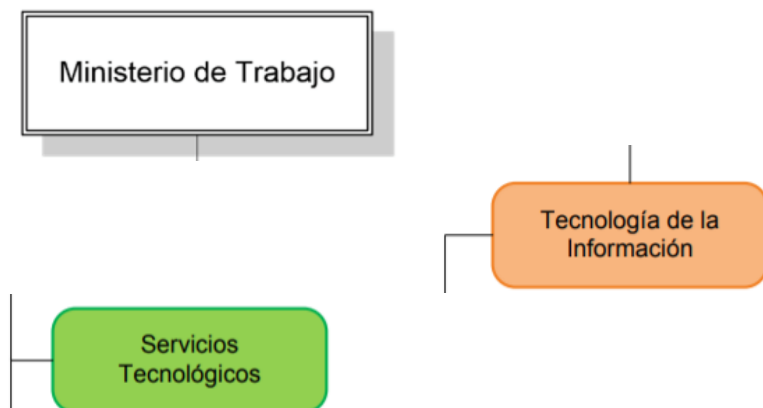 Ministerio de Trabajo
Tecnología de la
Información
Servicios
Tecnológicos